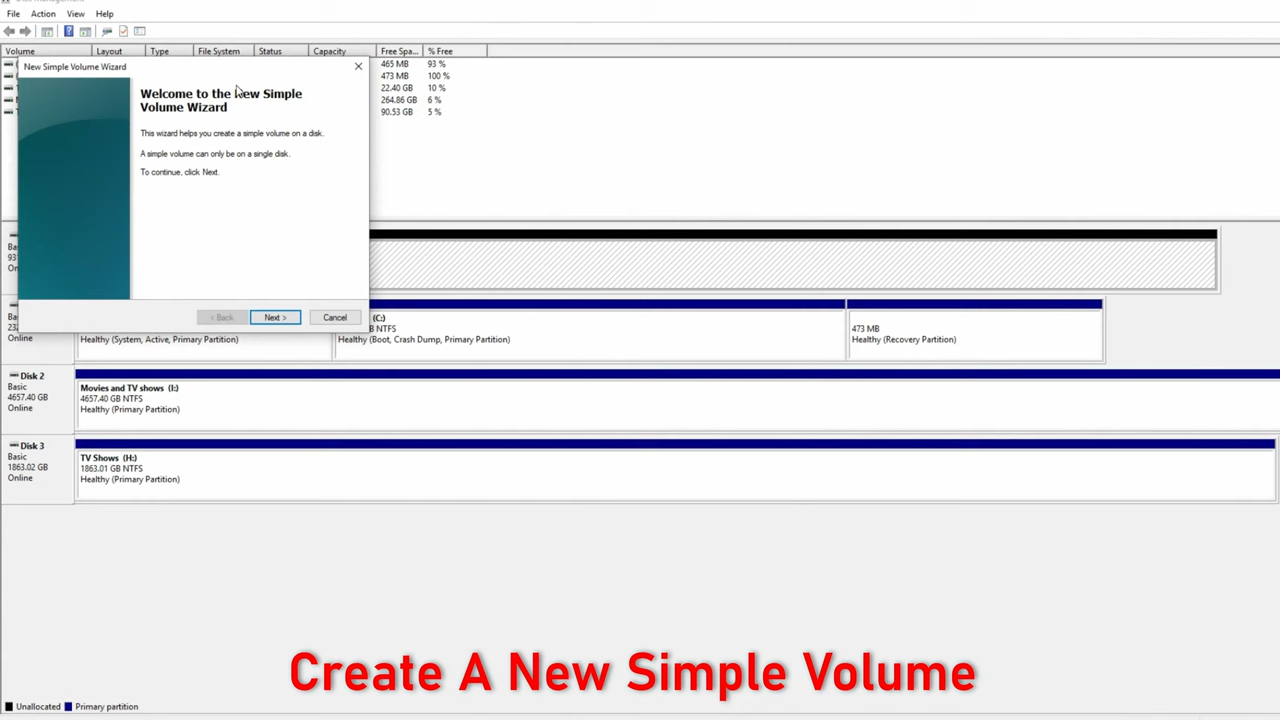 File Action View Help
Volume Layout Type File System Status Capacity Free Spa... % Free
465 MB 93 %
473 MB 100 %
22.40 GB 10 %
264.86 GB 6 %
90.53 GB 5 %
New Simple Volume Wizard
Welcome to the New Simple
Volume Wizard
This wizard helps you create a simple volume on a disk.
A simple volume can only be on a single disk.
To continue, click Next.
< Back Next > Cancel
Online
(C:)
B NTFS
Healthy (System, Active, Primary Partition)
Healthy (Boot, Crash Dump, Primary Partition)
473 MB
Healthy (Recovery Partition)
Disk 2
Basic
4657.40 GB
Online
Movies and TV shows (I:)
4657.40 GB NTFS
Healthy (Primary Partition)
Disk 3
Basic
1863.02 GB
Online
TV Shows (H:)
1863.01 GB NTFS
Healthy (Primary Partition)
Create A New Simple Volume
Unallocated Primary partition